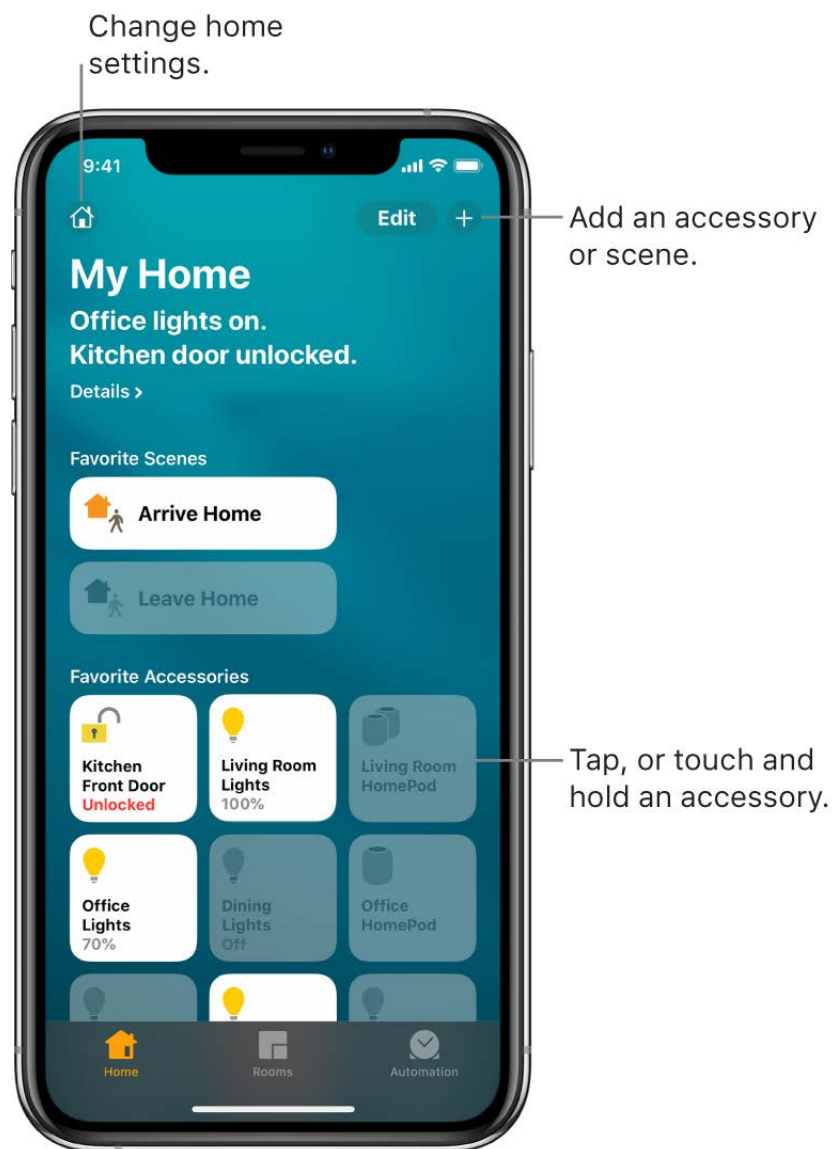 Change home
settings.
9:41
Edit
Add an accessory
or scene.
My Home
Office lights on.
Kitchen door unlocked.
Details >
Favorite Scenes
Arrive Home
Leave Home
Favorite Accessories
Kitchen
Front Door
Unlocked
Living Room
Lights
100%
Living Room
HomePod
Tap, or touch and
hold an accessory.
Office
Lights
70%
Dining
Lights
Off
Office
HomePod
Home
Rooms
Automation